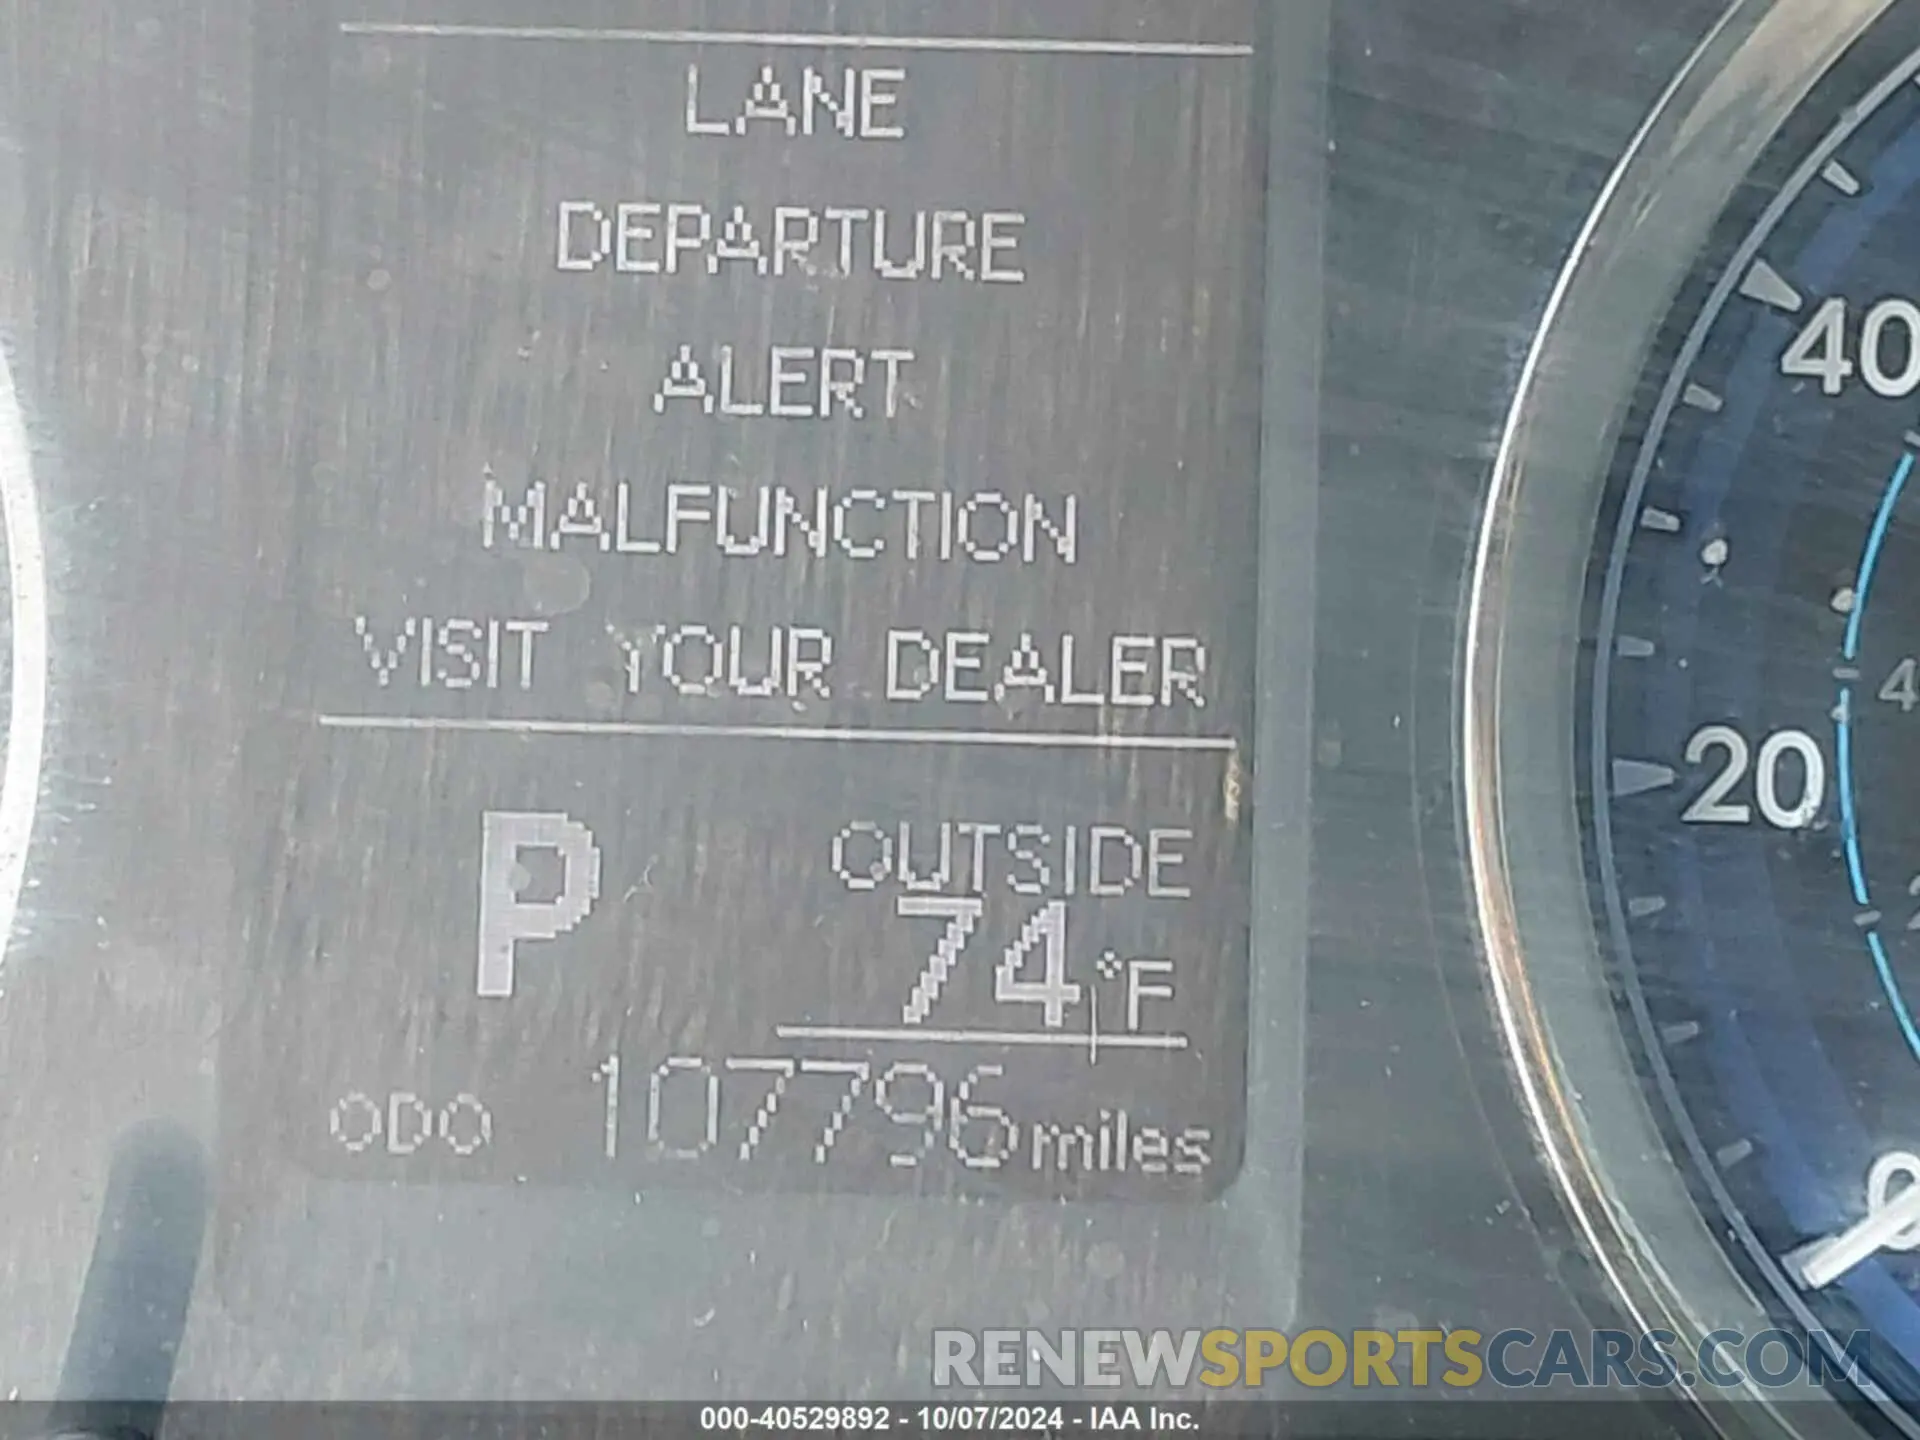 LANE
DEPARTURE
ALERT
MALFUNCTION
VISIT YOUR DEALER
P
OUTSIDE
74°F
ODO 107796 miles
40
20
0
RENEWSPORTSCARS.COM
000-40529892 - 10/07/2024 - IAA Inc.